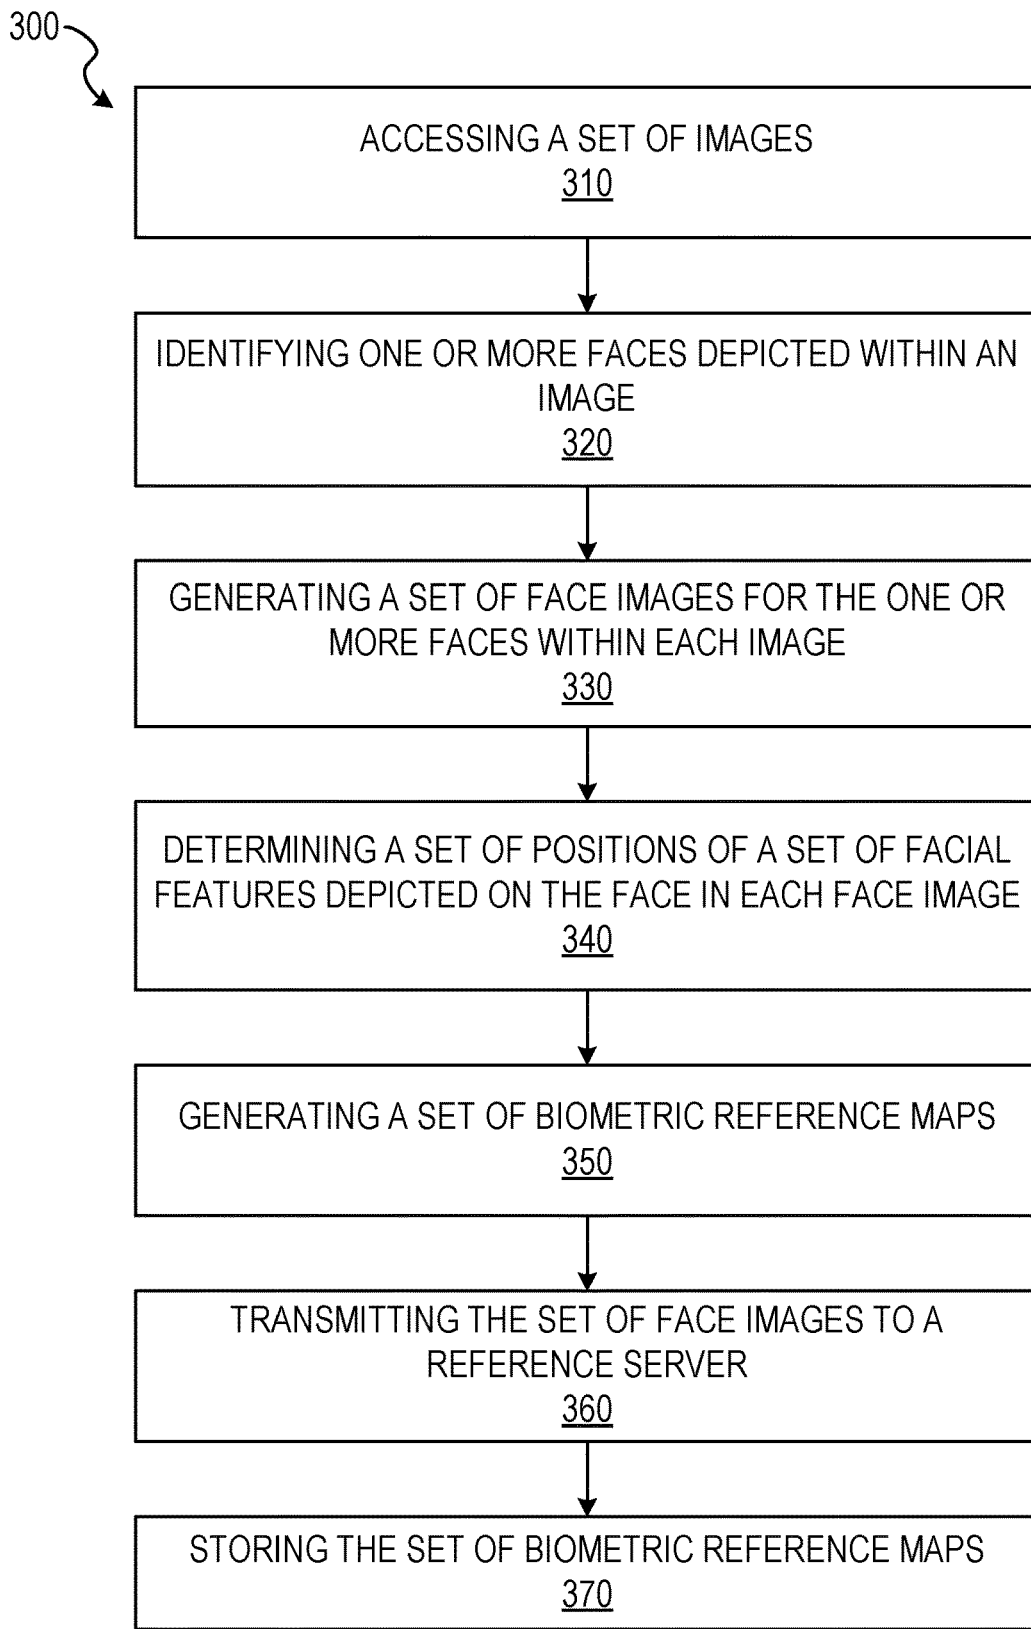 300
ACCESSING A SET OF IMAGES
310
IDENTIFYING ONE OR MORE FACES DEPICTED WITHIN AN
IMAGE
320
GENERATING A SET OF FACE IMAGES FOR THE ONE OR
MORE FACES WITHIN EACH IMAGE
330
DETERMINING A SET OF POSITIONS OF A SET OF FACIAL
FEATURES DEPICTED ON THE FACE IN EACH FACE IMAGE
340
GENERATING A SET OF BIOMETRIC REFERENCE MAPS
350
TRANSMITTING THE SET OF FACE IMAGES TO A
REFERENCE SERVER
360
STORING THE SET OF BIOMETRIC REFERENCE MAPS
370